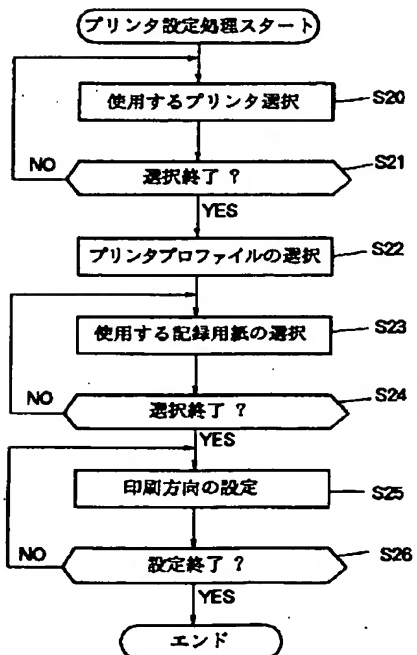 プリンタ設定処理スタート
使用するプリンタ選択
S20
選択終了 ?
S21
NO
YES
プリンタプロファイルの選択
S22
使用する記録用紙の選択
S23
選択終了 ?
S24
NO
YES
印刷方向の設定
S25
設定終了 ?
S26
NO
YES
エンド